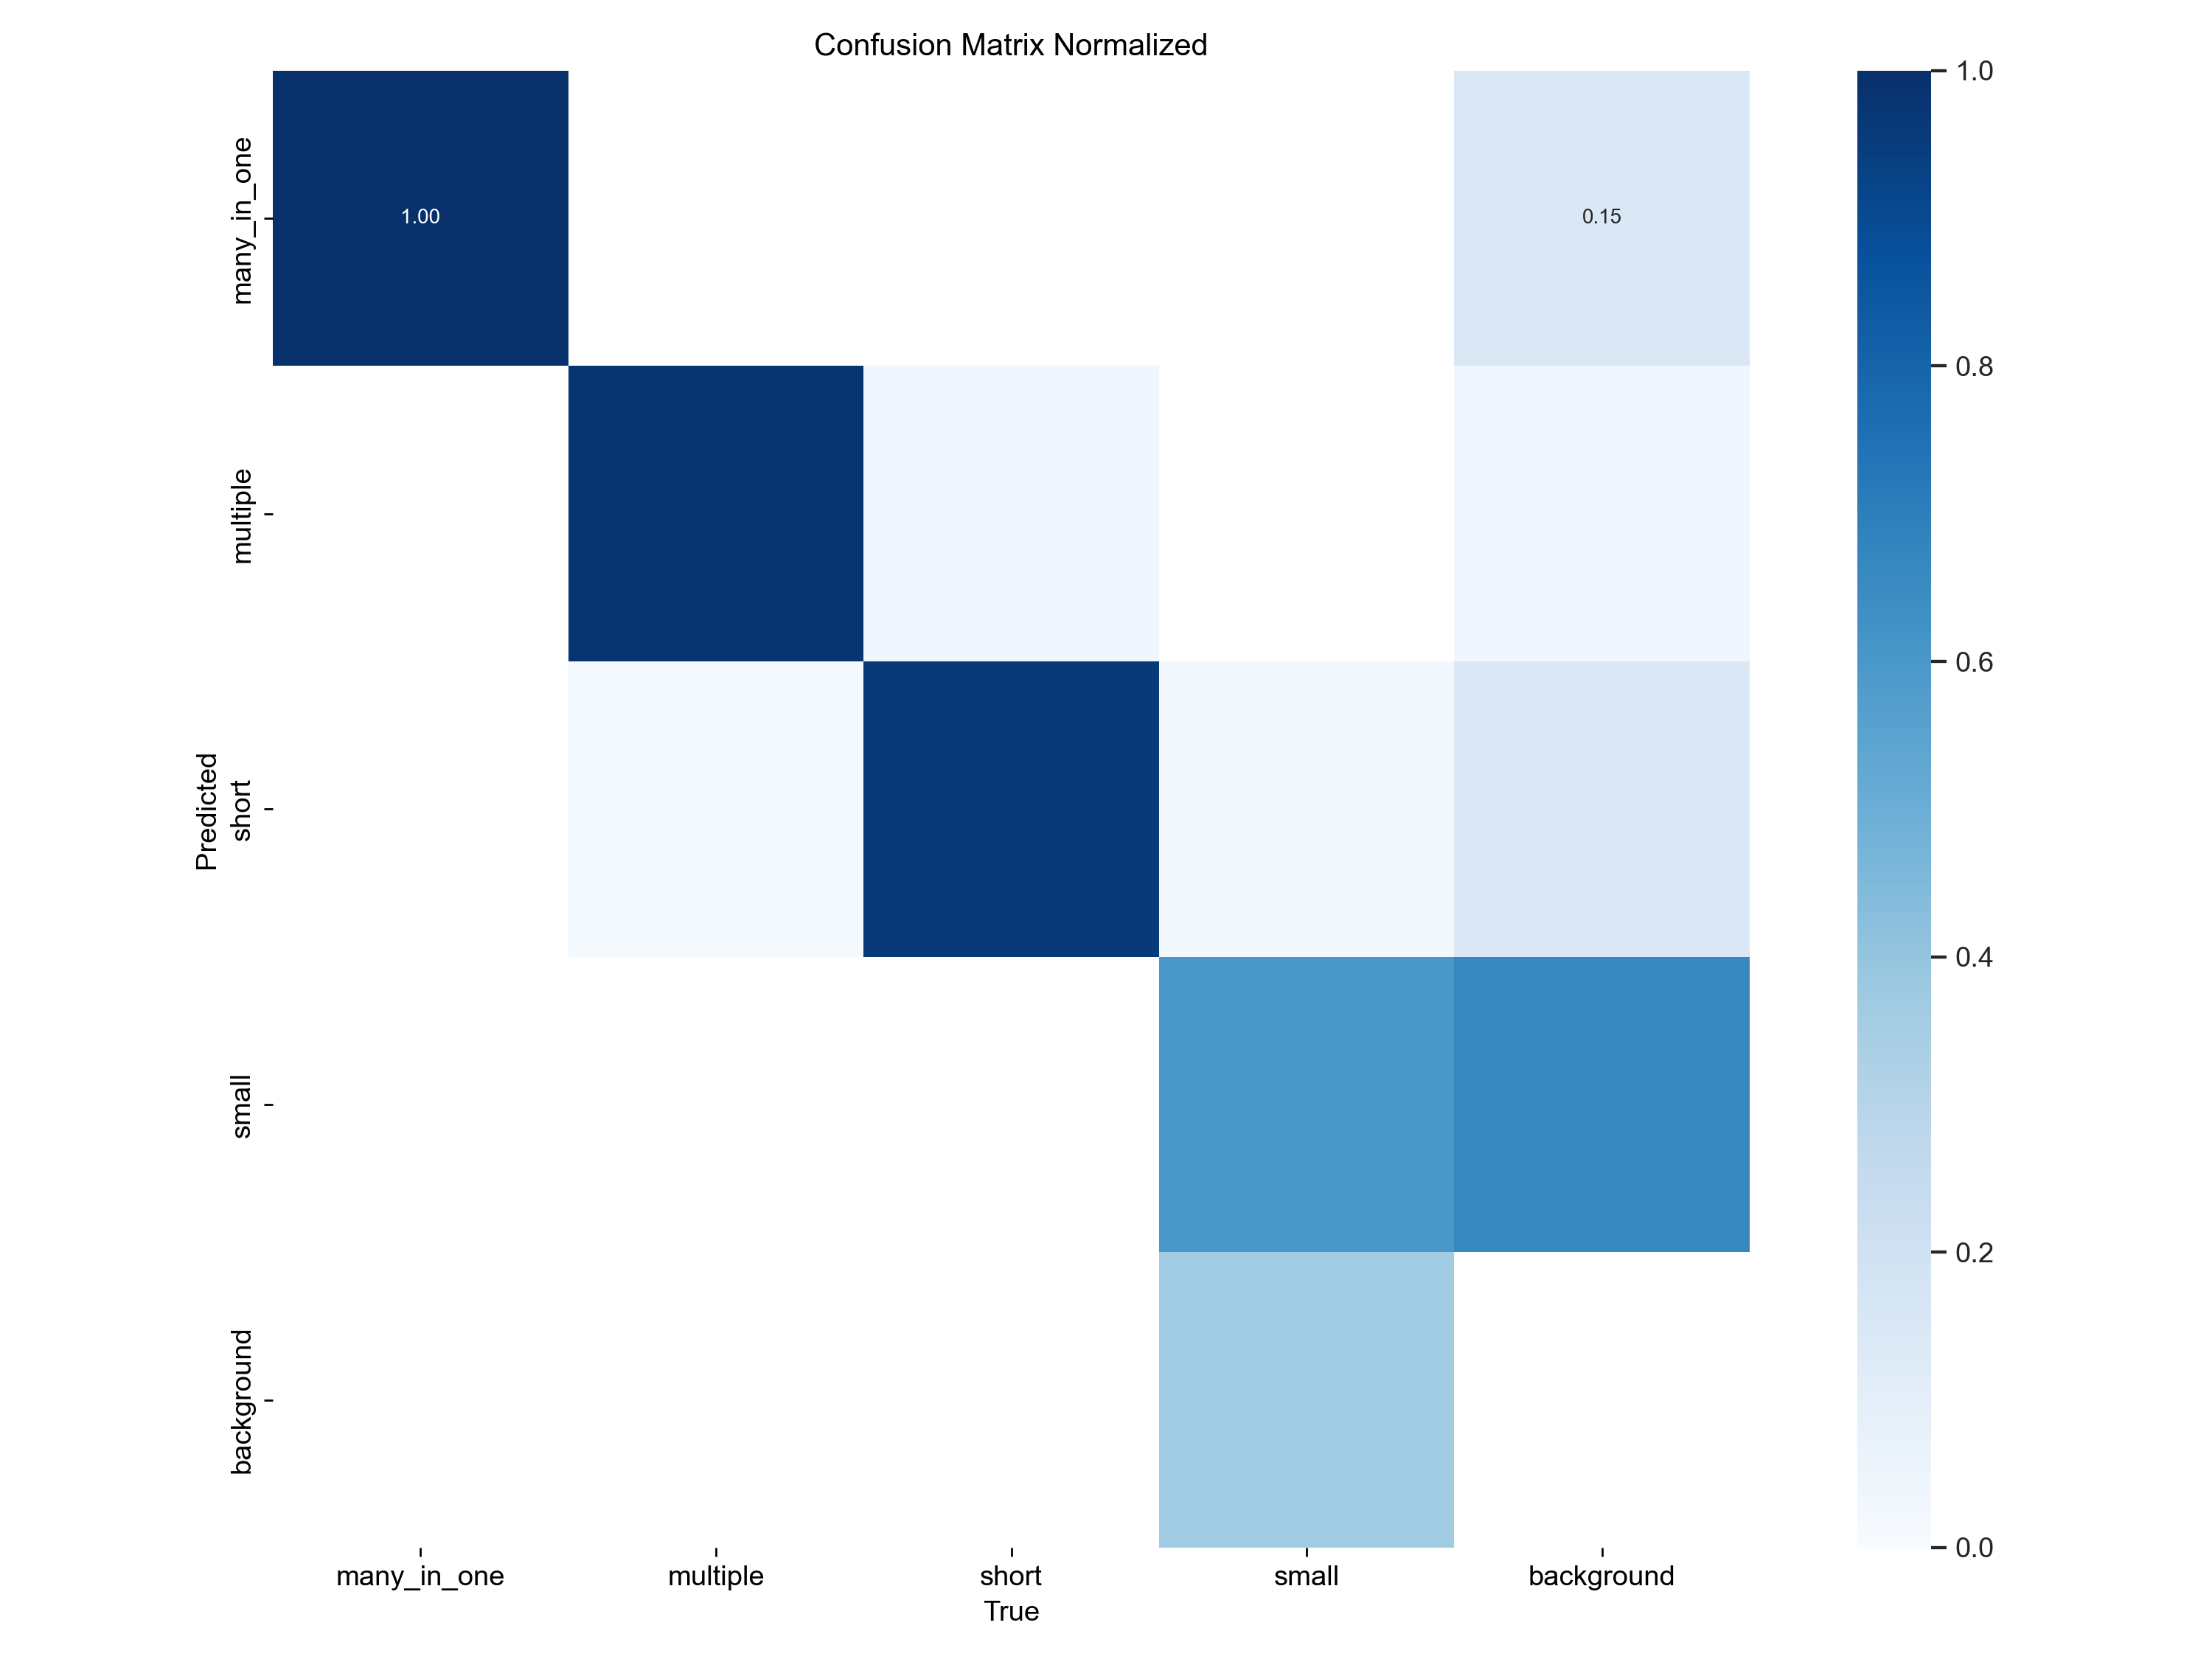 Confusion Matrix Normalized
many_in_one
multiple
short
small
background
Predicted
1.00
0.15
many_in_one
multiple
short
small
background
True
1.0
0.8
0.6
0.4
0.2
0.0